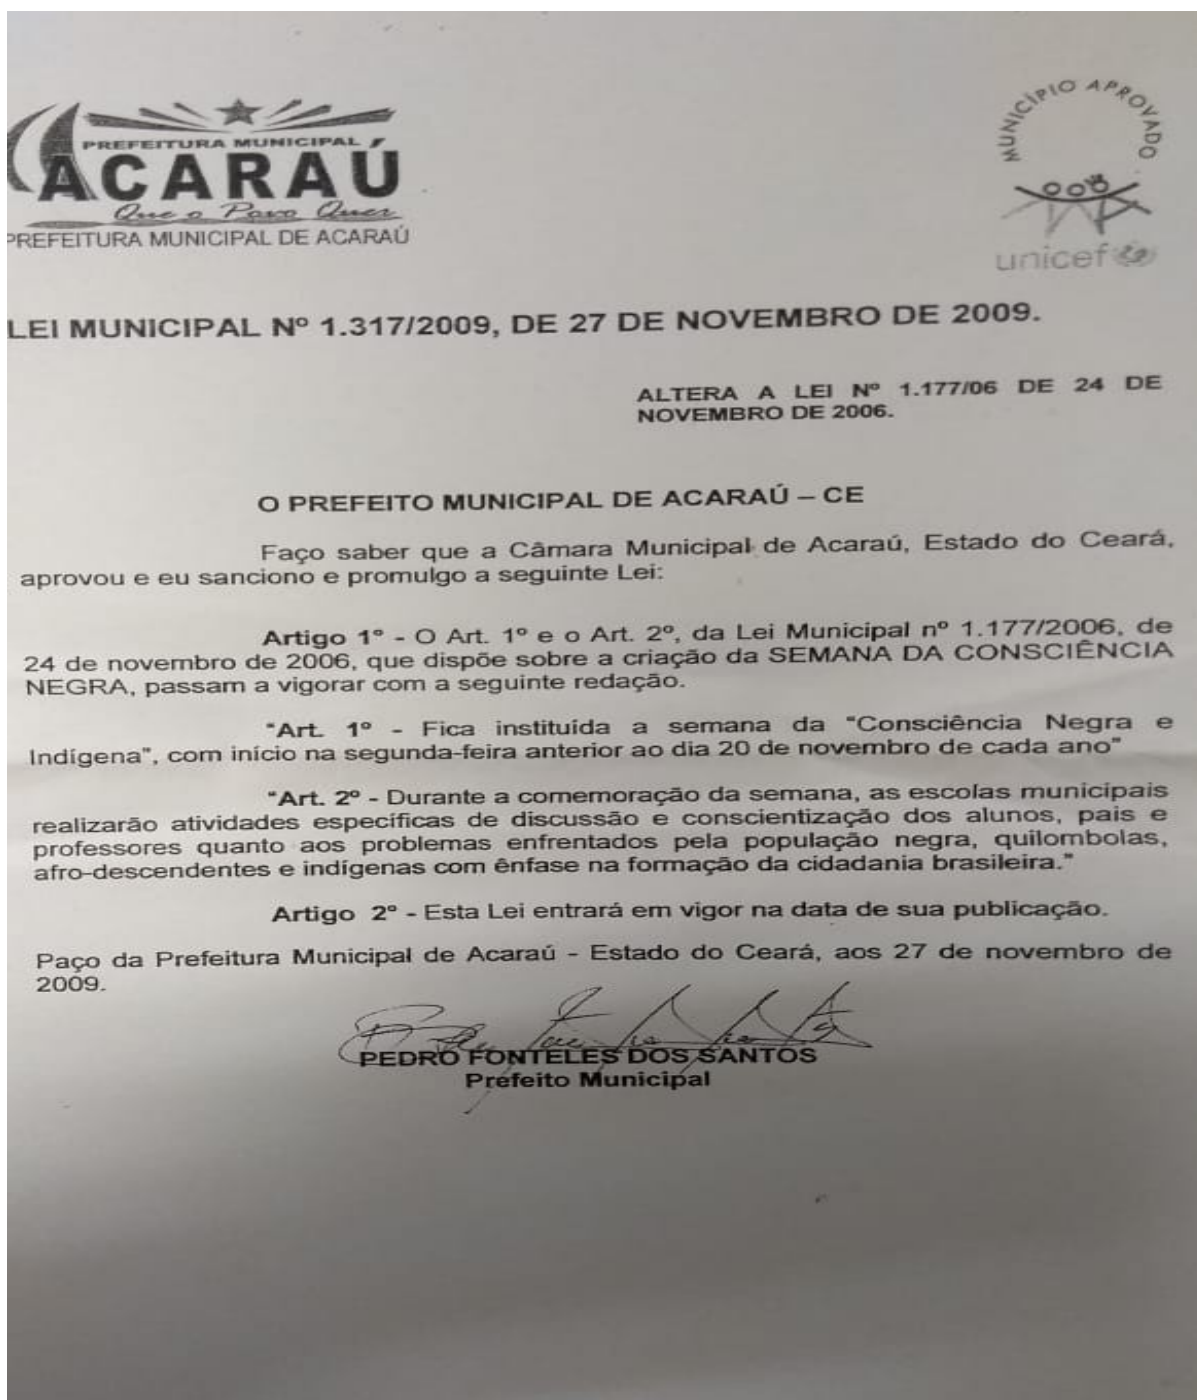 PREFEITURA MUNICIPAL
ACARAÚ
Que o Povo Quer
PREFEITURA MUNICIPAL DE ACARAÚ
MUNICÍPIO APROVADO
unicef
LEI MUNICIPAL Nº 1.317/2009, DE 27 DE NOVEMBRO DE 2009.
ALTERA A LEI Nº 1.177/06 DE 24 DE
NOVEMBRO DE 2006.
O PREFEITO MUNICIPAL DE ACARAÚ – CE
Faço saber que a Câmara Municipal de Acaraú, Estado do Ceará,
aprovou e eu sanciono e promulgo a seguinte Lei:
Artigo 1º - O Art. 1º e o Art. 2º, da Lei Municipal nº 1.177/2006, de
24 de novembro de 2006, que dispõe sobre a criação da SEMANA DA CONSCIÊNCIA
NEGRA, passam a vigorar com a seguinte redação.
"Art. 1º - Fica instituída a semana da "Consciência Negra e
Indígena", com início na segunda-feira anterior ao dia 20 de novembro de cada ano"
"Art. 2º - Durante a comemoração da semana, as escolas municipais
realizarão atividades específicas de discussão e conscientização dos alunos, pais e
professores quanto aos problemas enfrentados pela população negra, quilombolas,
afro-descendentes e indígenas com ênfase na formação da cidadania brasileira."
Artigo 2º - Esta Lei entrará em vigor na data de sua publicação.
Paço da Prefeitura Municipal de Acaraú - Estado do Ceará, aos 27 de novembro de
2009.
PEDRO FONTELES DOS SANTOS
Prefeito Municipal